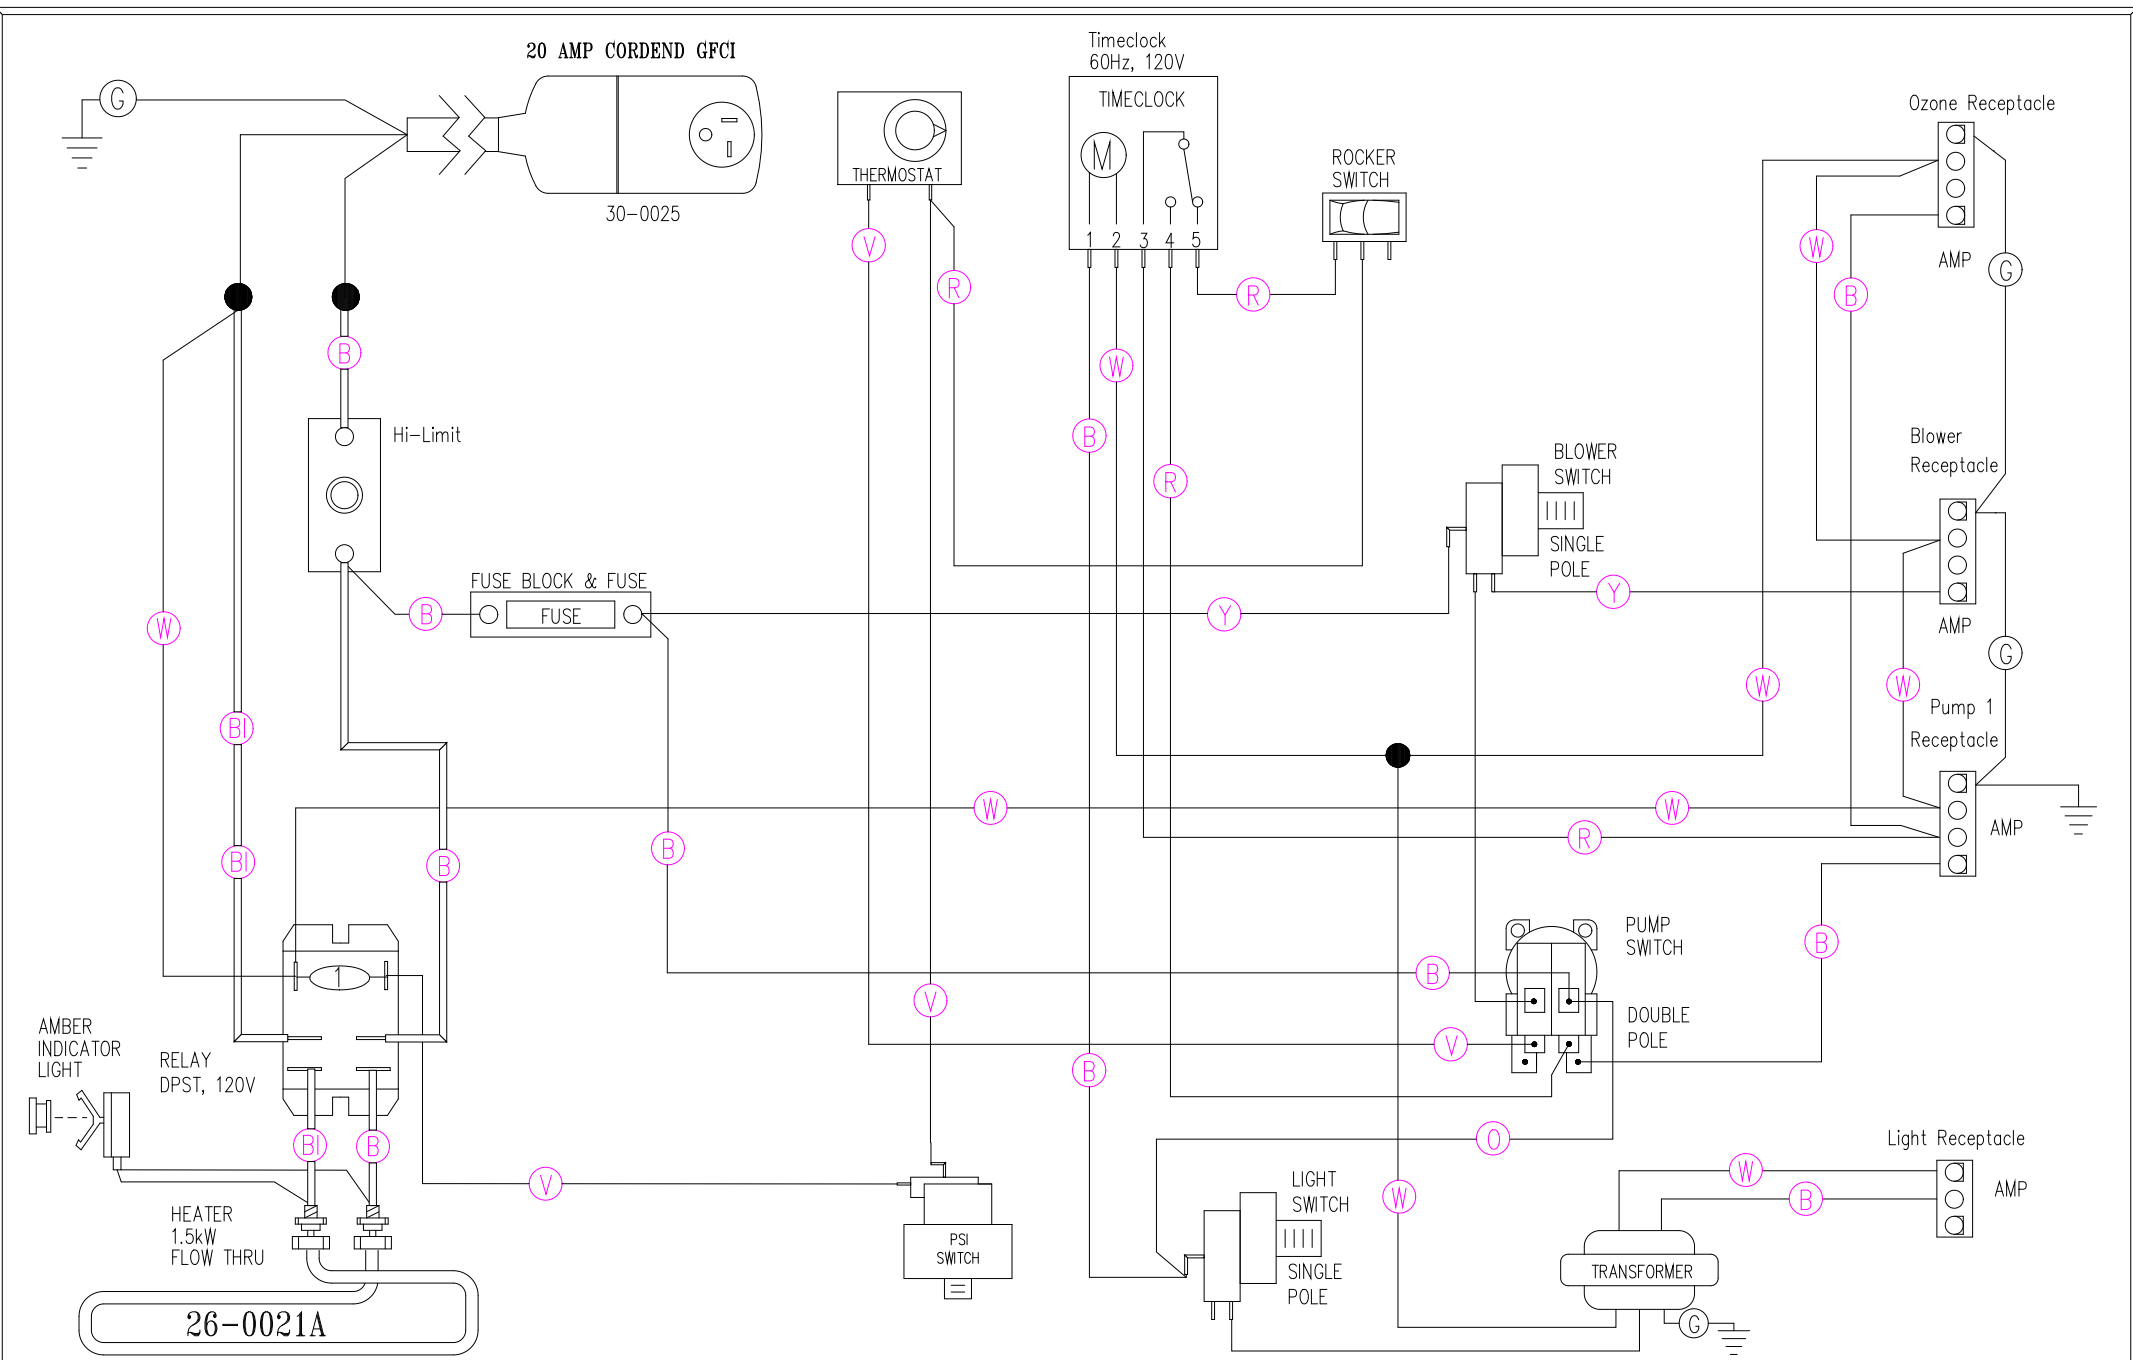 20 AMP CORDEND GFCI
30-0025
G
THERMOSTAT
Timeclock
60Hz, 120V
TIMECLOCK
M
1 2 3 4 5
ROCKER
SWITCH
Ozone Receptacle
AMP
G
V
R
R
W
B
B
Hi-Limit
W
B
R
BLOWER
SWITCH
SINGLE
POLE
Blower
Receptacle
AMP
Y
FUSE BLOCK & FUSE
FUSE
B
Y
W
G
W
W
Pump 1
Receptacle
AMP
BI
W
W
R
B
BI
B
PUMP
SWITCH
DOUBLE
POLE
B
B
V
V
1
AMBER
INDICATOR
LIGHT
RELAY
DPST, 120V
B
BI
B
O
Light Receptacle
AMP
W
B
V
LIGHT
SWITCH
SINGLE
POLE
W
HEATER
1.5kW
FLOW THRU
PSI
SWITCH
TRANSFORMER
G
26-0021A